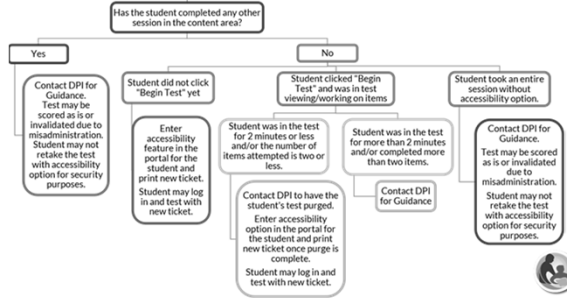 Has the student completed any other
session in the content area?
Yes
No
Contact DPI for
Guidance.
Test may be
scored as is or
invalidated due to
misadministration.
Student may not
retake the test
with accessibility
option for security
purposes.
Student did not click
"Begin Test" yet
Enter
accessibility
feature in the
portal for the
student and
print new ticket.
Student may log
in and test with
new ticket.
Student clicked "Begin
Test" and was in test
viewing/working on items
Student was in the test
for 2 minutes or less
and/or the number of
items attempted is two or
less.
Contact DPI to have the
student's test purged.
Enter accessibility
option in the portal for
the student and print
new ticket once purge is
complete.
Student may log in and
test with new ticket.
Student was in the test
for more than 2 minutes
and/or completed more
than two items.
Contact DPI
for Guidance
Student took an entire
session without
accessibility option.
Contact DPI for
Guidance.
Test may be scored
as is or invalidated
due to
misadministration.
Student may not
retake the test
with accessibility
option for security
purposes.